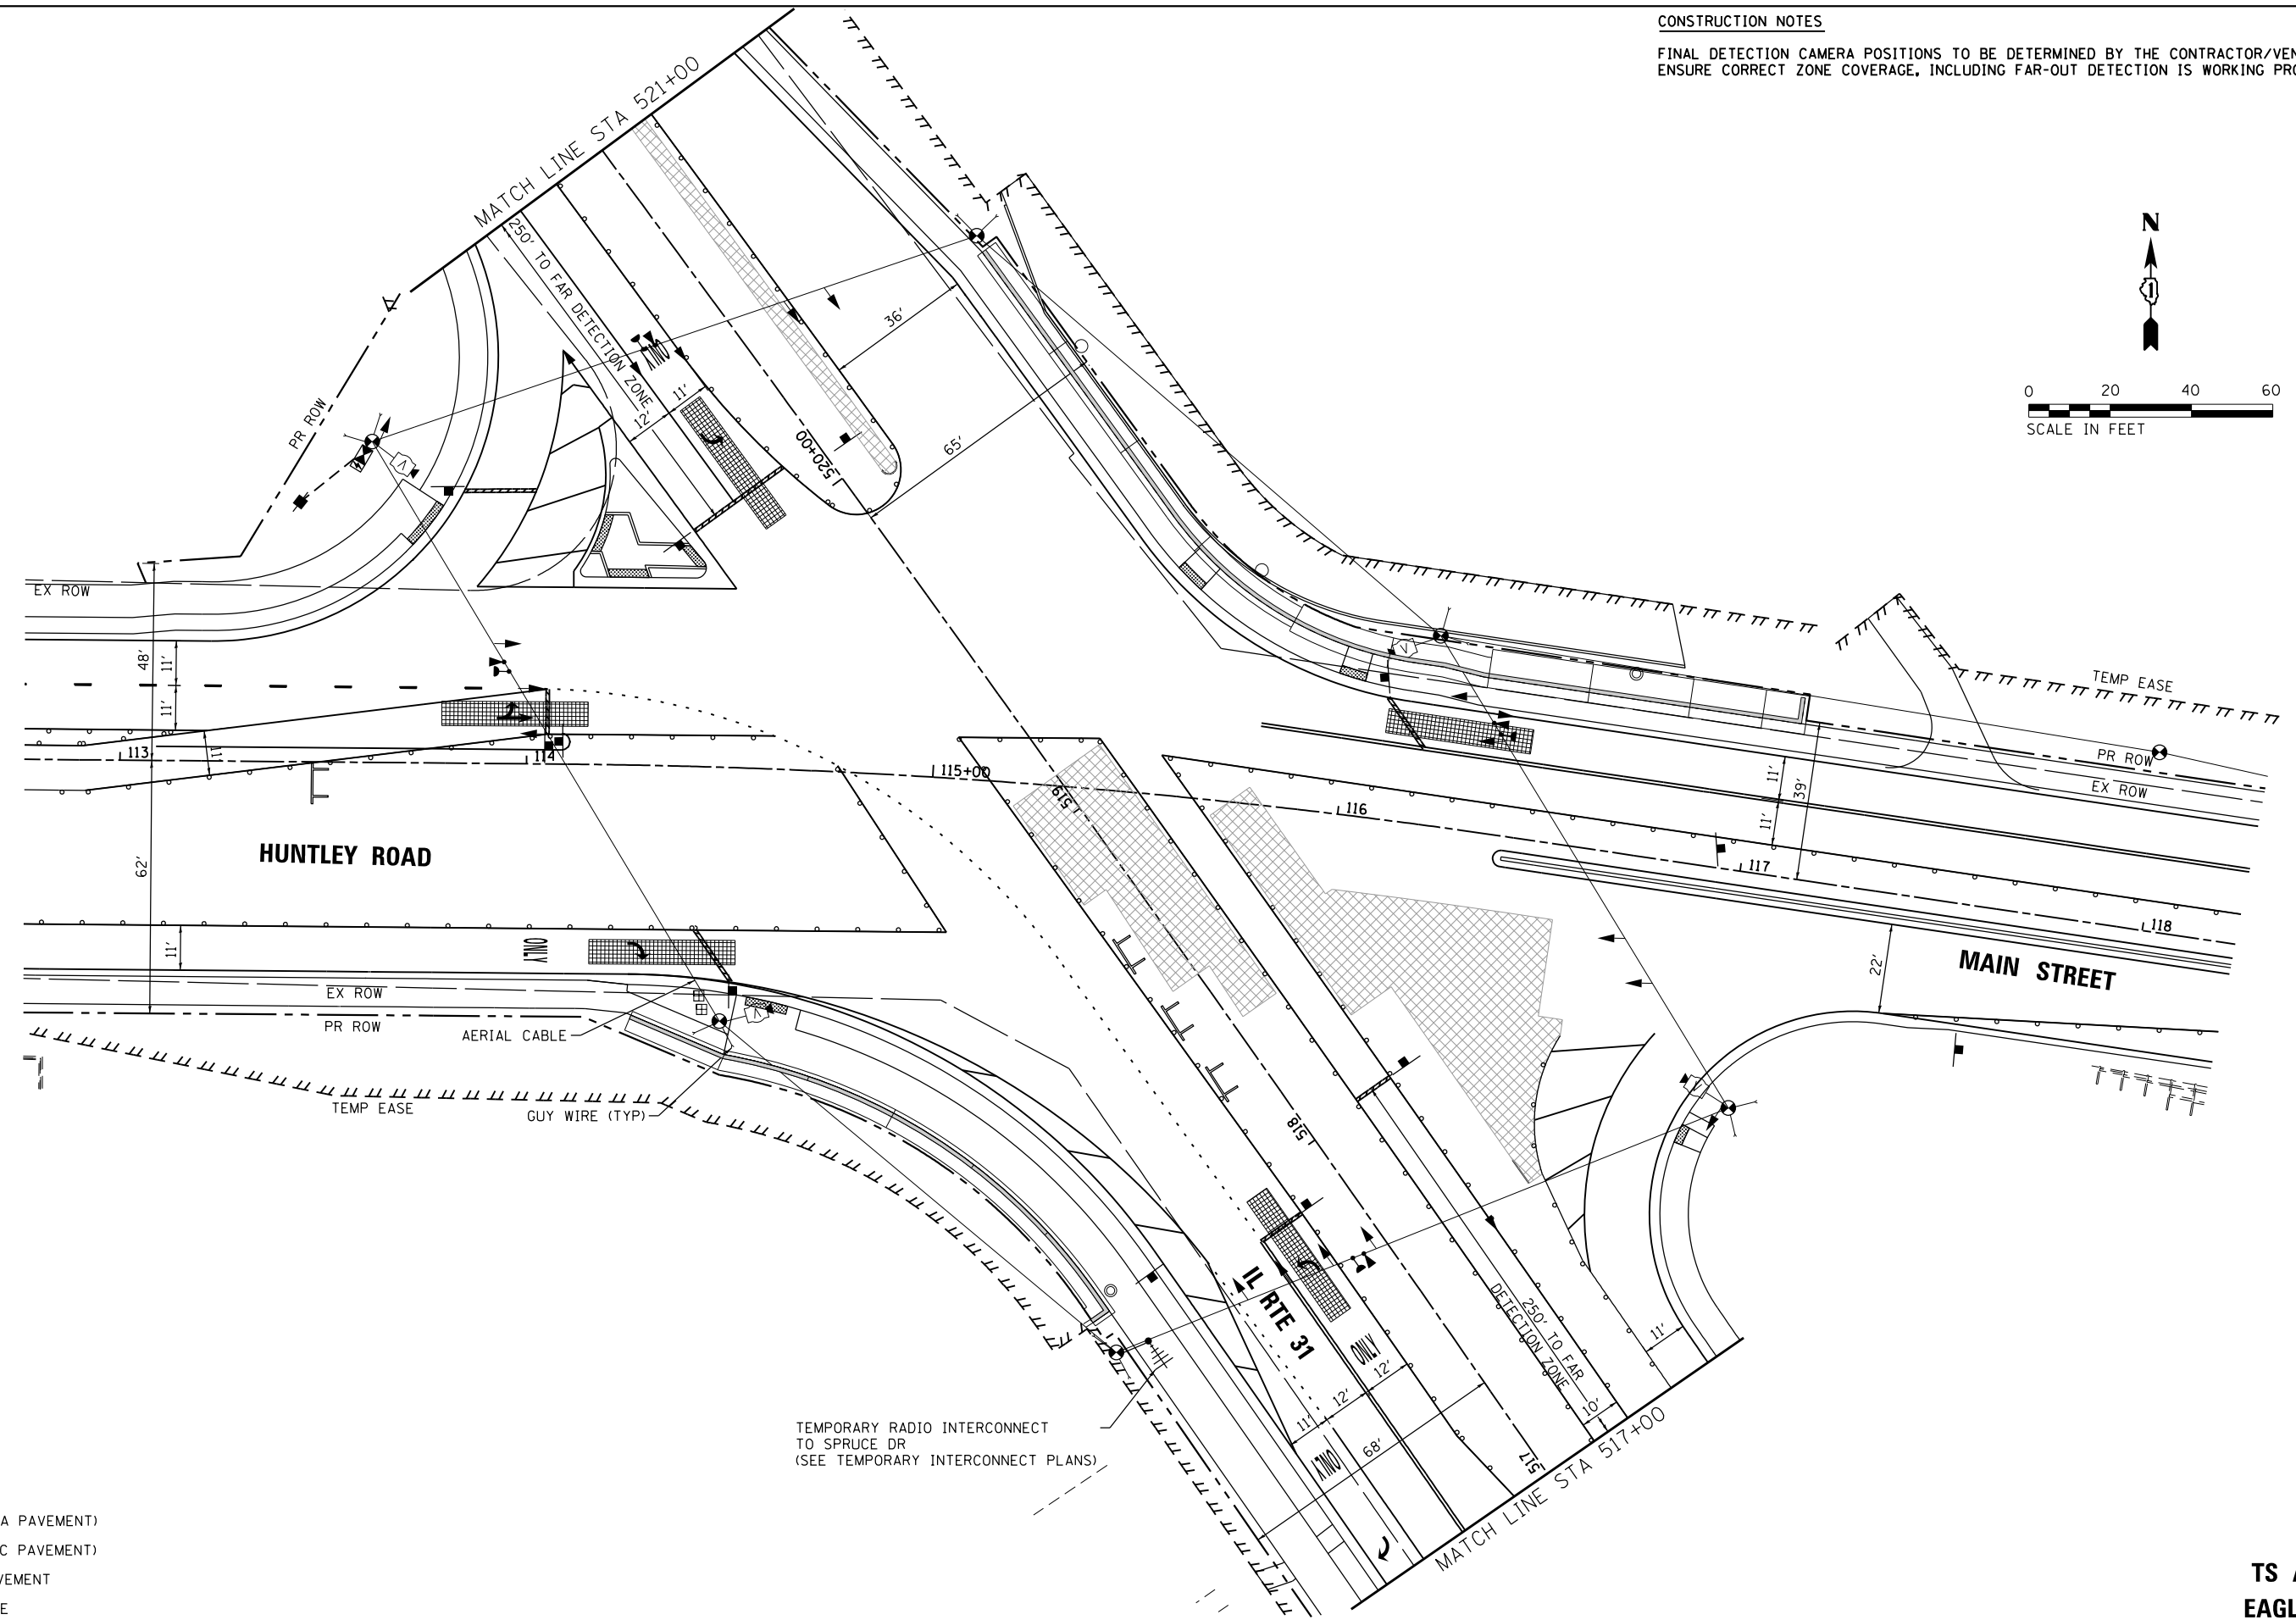 CONSTRUCTION NOTES
FINAL DETECTION CAMERA POSITIONS TO BE DETERMINED BY THE CONTRACTOR/VEN
ENSURE CORRECT ZONE COVERAGE, INCLUDING FAR-OUT DETECTION IS WORKING PRO
MATCH LINE STA 521+00
N
1
0 20 40 60
SCALE IN FEET
250' TO FAR DETECTION ZONE
ONLY
36'
65'
11'
12'
520+00
PR ROW
EX ROW
48'
11'
11'
11'
113
114
115+00
116
117
118
519
518
517
HUNTLEY ROAD
62'
11'
ONLY
EX ROW
PR ROW
AERIAL CABLE
TEMP EASE
GUY WIRE (TYP)
TEMP EASE
PR ROW
EX ROW
11'
39'
11'
22'
MAIN STREET
IL RTE 31
ONLY
250' TO FAR
DETECTION ZONE
12'
12'
11'
68'
ONLY
10'
11'
MATCH LINE STA 517+00
TEMPORARY RADIO INTERCONNECT
TO SPRUCE DR
(SEE TEMPORARY INTERCONNECT PLANS)
A PAVEMENT)
C PAVEMENT)
VEMENT
E
TS
EAGL